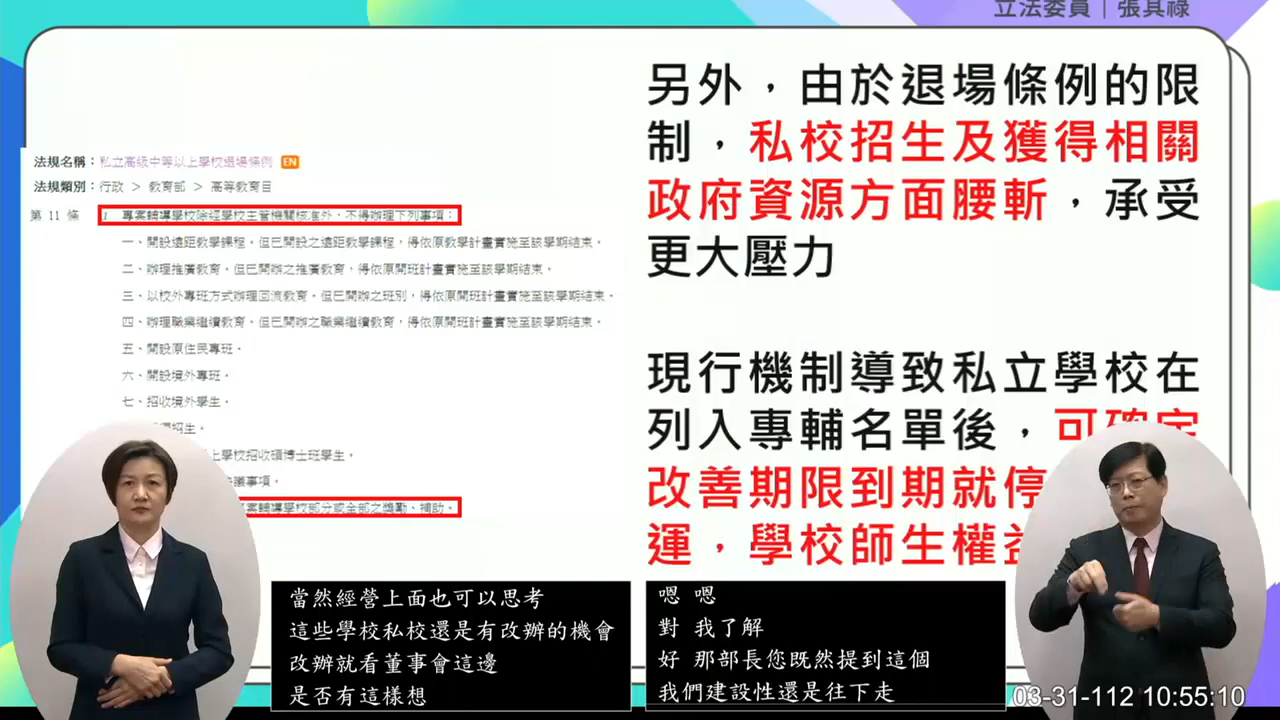 立法委員｜張其祿
法規名稱：私立高級中等以上學校退場條例 EN
法規類別：行政 > 教育部 > 高等教育目
第 11 條 1 專案輔導學校除經學校主管機關核准外，不得辦理下列事項：
一、開設遠距教學課程。但已開設之遠距教學課程，得依原教學計畫實施至該學期結束。
二、辦理推廣教育。但已開辦之推廣教育，得依原開班計畫實施至該學期結束。
三、以校外專班方式辦理回流教育。但已開辦之班別，得依原開班計畫實施至該學期結束。
四、辦理職業繼續教育。但已開辦之職業繼續教育，得依原開班計畫實施至該學期結束。
五、開設原住民專班。
六、開設境外專班。
七、招收境外學生。
招生。
上學校招收碩博士班學生。
議事項。
案輔導學校部分或全部之獎勵、補助。
另外，由於退場條例的限
制，私校招生及獲得相關
政府資源方面腰斬，承受
更大壓力
現行機制導致私立學校在
列入專輔名單後，可確定
改善期限到期就停
運，學校師生權益
當然經營上面也可以思考
這些學校私校還是有改辦的機會
改辦就看董事會這邊
是否有這樣想
嗯 嗯
對 我了解
好 那部長您既然提到這個
我們建設性還是往下走
03-31-112 10:55:10